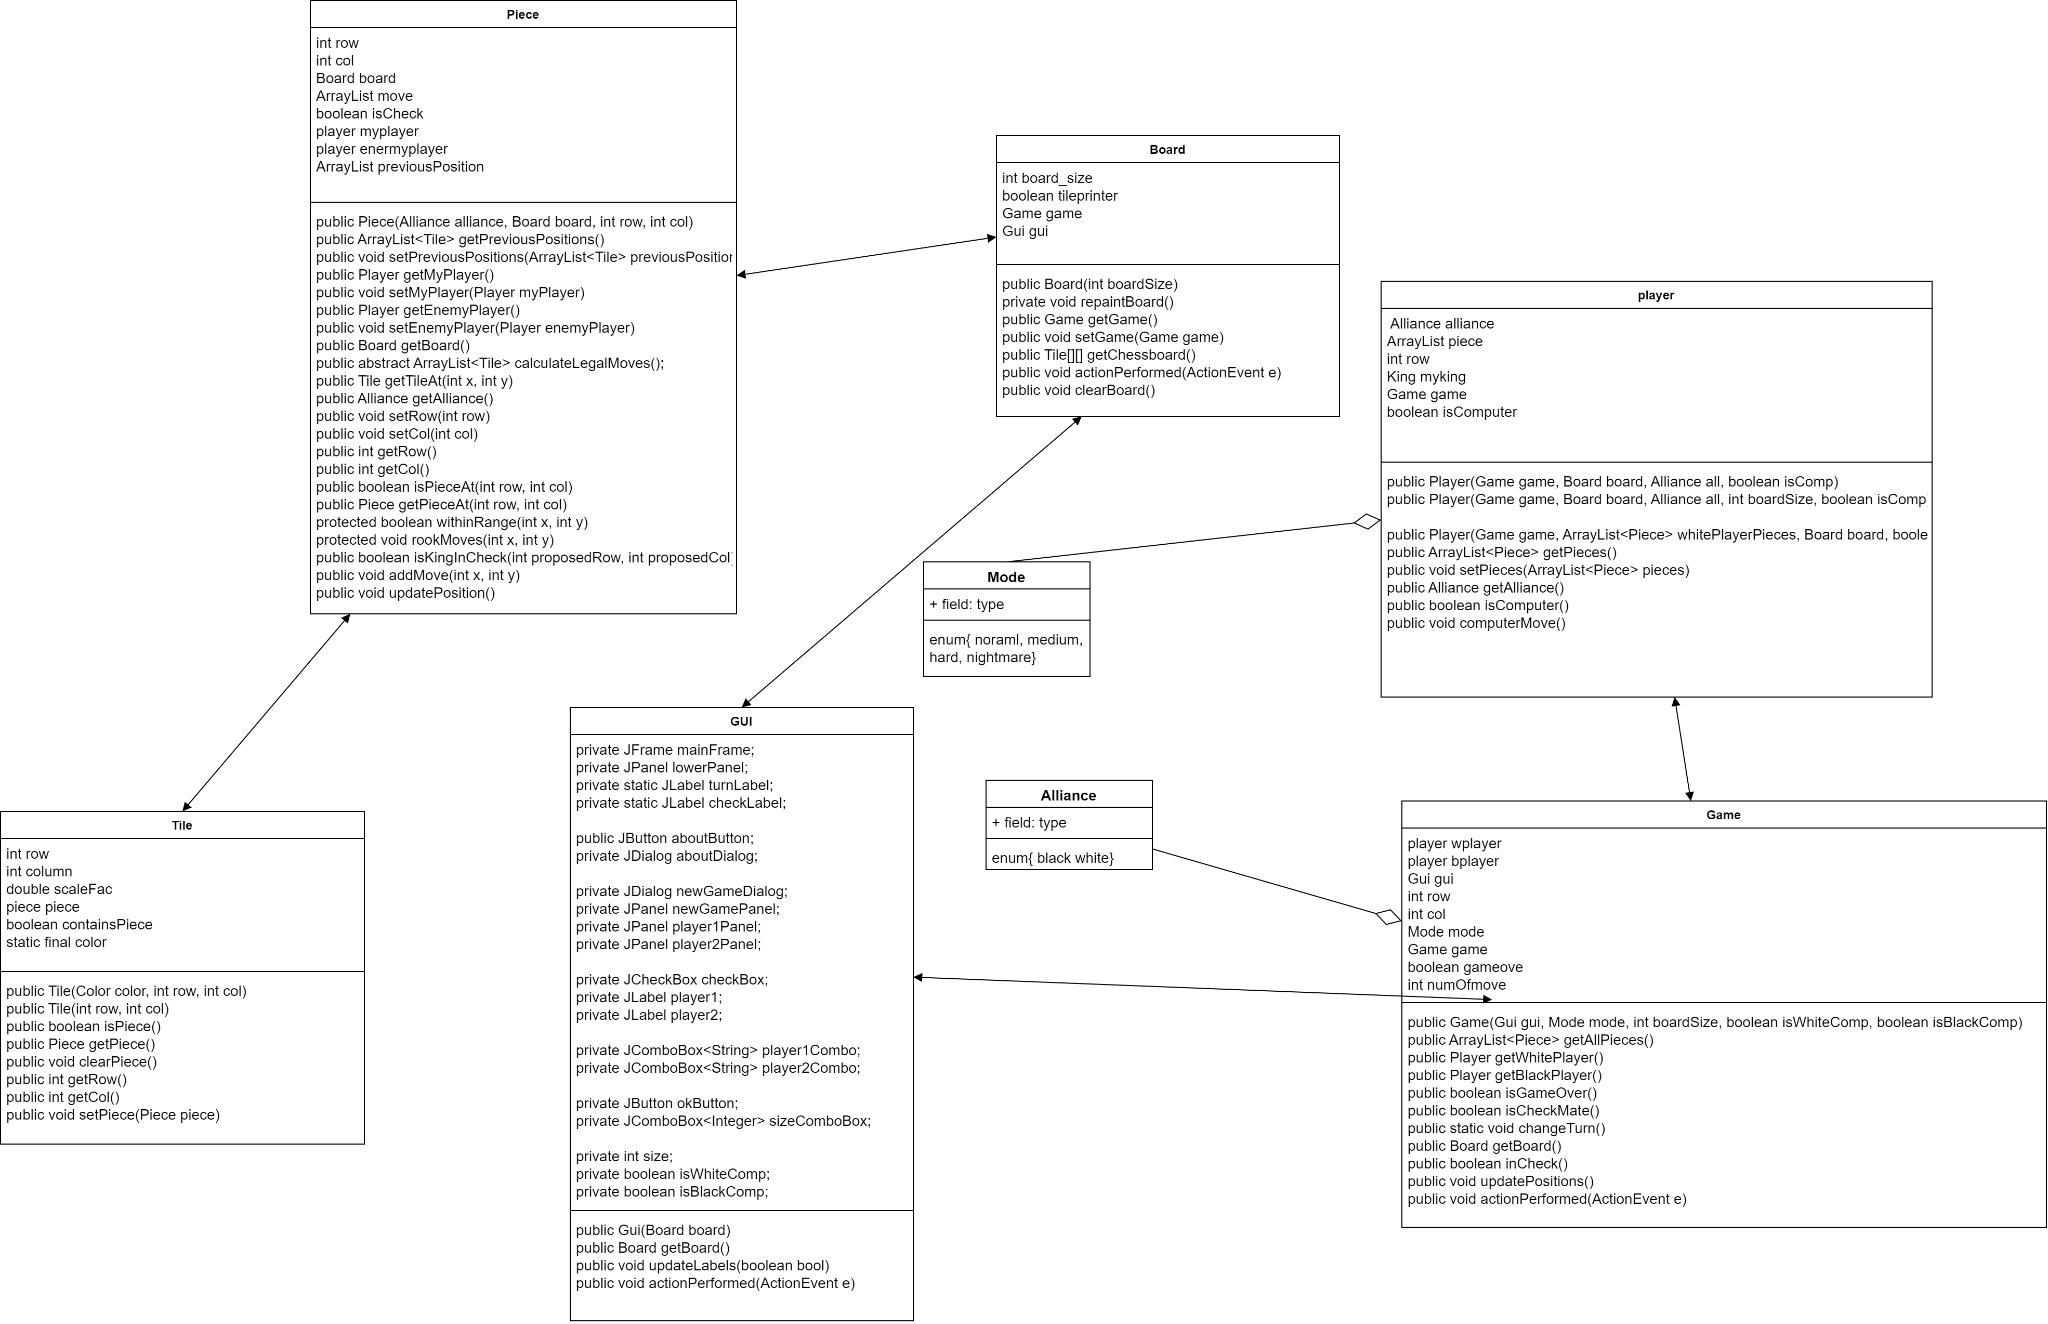 Piece
int row
int col
Board board
ArrayList move
boolean isCheck
player myplayer
player enermyplayer
ArrayList previousPosition
public Piece(Alliance alliance, Board board, int row, int col)
public ArrayList<Tile> getPreviousPositions()
public void setPreviousPositions(ArrayList<Tile> previousPosition
public Player getMyPlayer()
public void setMyPlayer(Player myPlayer)
public Player getEnemyPlayer()
public void setEnemyPlayer(Player enemyPlayer)
public Board getBoard()
public abstract ArrayList<Tile> calculateLegalMoves();
public Tile getTileAt(int x, int y)
public Alliance getAlliance()
public void setRow(int row)
public void setCol(int col)
public int getRow()
public int getCol()
public boolean isPieceAt(int row, int col)
public Piece getPieceAt(int row, int col)
protected boolean withinRange(int x, int y)
protected void rookMoves(int x, int y)
public boolean isKingInCheck(int proposedRow, int proposedCol)
public void addMove(int x, int y)
public void updatePosition()
Board
int board_size
boolean tileprinter
Game game
Gui gui
public Board(int boardSize)
private void repaintBoard()
public Game getGame()
public void setGame(Game game)
public Tile[][] getChessboard()
public void actionPerformed(ActionEvent e)
public void clearBoard()
player
Alliance alliance
ArrayList piece
int row
King myking
Game game
boolean isComputer
public Player(Game game, Board board, Alliance all, boolean isComp)
public Player(Game game, Board board, Alliance all, int boardSize, boolean isComp
public Player(Game game, ArrayList<Piece> whitePlayerPieces, Board board, boole
public ArrayList<Piece> getPieces()
public void setPieces(ArrayList<Piece> pieces)
public Alliance getAlliance()
public boolean isComputer()
public void computerMove()
Mode
+ field: type
enum{ noraml, medium,
hard, nightmare}
GUI
private JFrame mainFrame;
private JPanel lowerPanel;
private static JLabel turnLabel;
private static JLabel checkLabel;
public JButton aboutButton;
private JDialog aboutDialog;
private JDialog newGameDialog;
private JPanel newGamePanel;
private JPanel player1Panel;
private JPanel player2Panel;
private JCheckBox checkBox;
private JLabel player1;
private JLabel player2;
private JComboBox<String> player1Combo;
private JComboBox<String> player2Combo;
private JButton okButton;
private JComboBox<Integer> sizeComboBox;
private int size;
private boolean isWhiteComp;
private boolean isBlackComp;
public Gui(Board board)
public Board getBoard()
public void updateLabels(boolean bool)
public void actionPerformed(ActionEvent e)
Alliance
+ field: type
enum{ black white}
Tile
int row
int column
double scaleFac
piece piece
boolean containsPiece
static final color
public Tile(Color color, int row, int col)
public Tile(int row, int col)
public boolean isPiece()
public Piece getPiece()
public void clearPiece()
public int getRow()
public int getCol()
public void setPiece(Piece piece)
Game
player wplayer
player bplayer
Gui gui
int row
int col
Mode mode
Game game
boolean gameove
int numOfmove
public Game(Gui gui, Mode mode, int boardSize, boolean isWhiteComp, boolean isBlackComp)
public ArrayList<Piece> getAllPieces()
public Player getWhitePlayer()
public Player getBlackPlayer()
public boolean isGameOver()
public boolean isCheckMate()
public static void changeTurn()
public Board getBoard()
public boolean inCheck()
public void updatePositions()
public void actionPerformed(ActionEvent e)